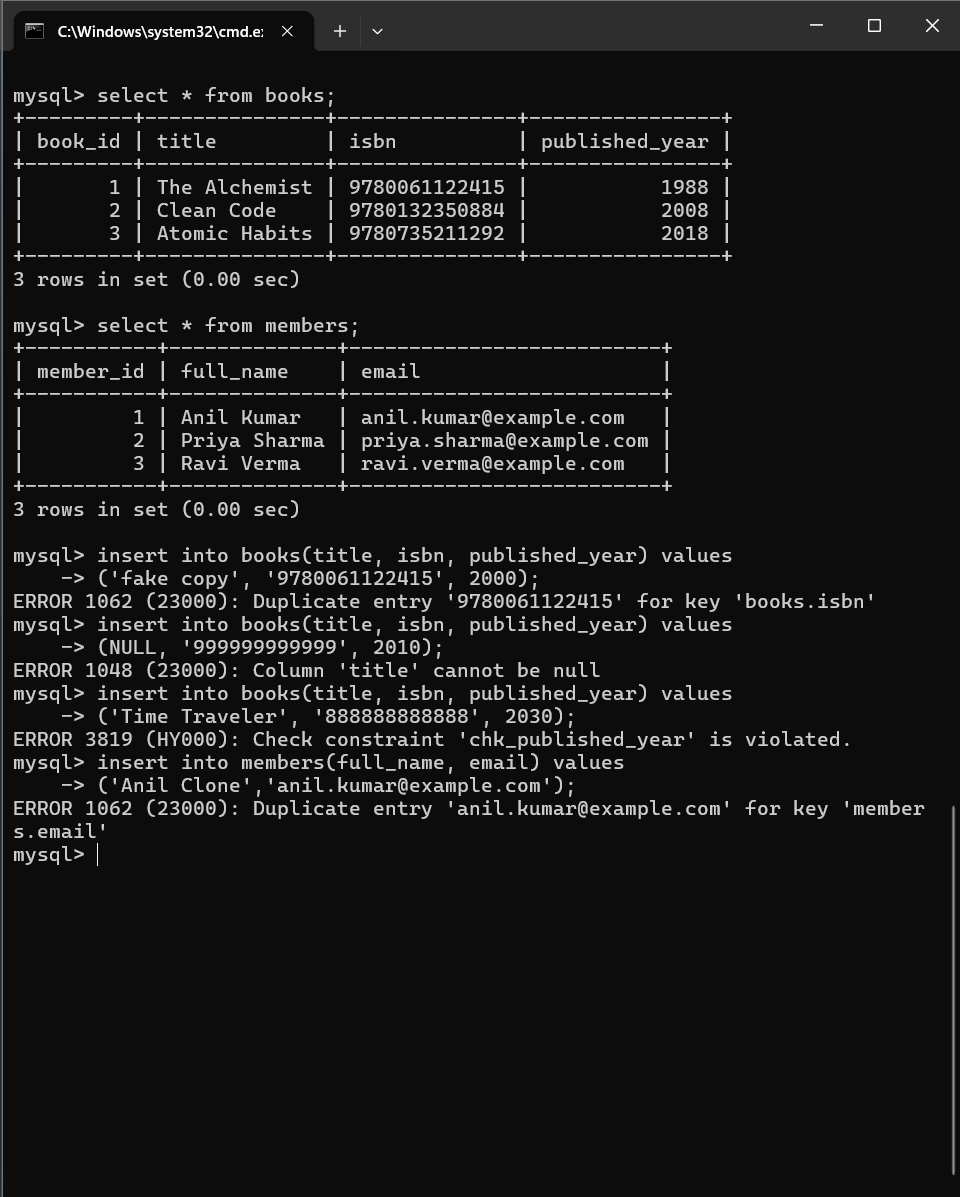 C:\Windows\system32\cmd.e:
mysql> select * from books;
+---------+---------------+---------------+----------------+
| book_id | title         | isbn          | published_year |
+---------+---------------+---------------+----------------+
|       1 | The Alchemist | 9780061122415 |           1988 |
|       2 | Clean Code    | 9780132350884 |           2008 |
|       3 | Atomic Habits | 9780735211292 |           2018 |
+---------+---------------+---------------+----------------+
3 rows in set (0.00 sec)
mysql> select * from members;
+-----------+--------------+--------------------------+
| member_id | full_name    | email                    |
+-----------+--------------+--------------------------+
|         1 | Anil Kumar   | anil.kumar@example.com   |
|         2 | Priya Sharma | priya.sharma@example.com |
|         3 | Ravi Verma   | ravi.verma@example.com   |
+-----------+--------------+--------------------------+
3 rows in set (0.00 sec)
mysql> insert into books(title, isbn, published_year) values
    -> ('fake copy', '9780061122415', 2000);
ERROR 1062 (23000): Duplicate entry '9780061122415' for key 'books.isbn'
mysql> insert into books(title, isbn, published_year) values
    -> (NULL, '999999999999', 2010);
ERROR 1048 (23000): Column 'title' cannot be null
mysql> insert into books(title, isbn, published_year) values
    -> ('Time Traveler', '888888888888', 2030);
ERROR 3819 (HY000): Check constraint 'chk_published_year' is violated.
mysql> insert into members(full_name, email) values
    -> ('Anil Clone','anil.kumar@example.com');
ERROR 1062 (23000): Duplicate entry 'anil.kumar@example.com' for key 'member
s.email'
mysql>